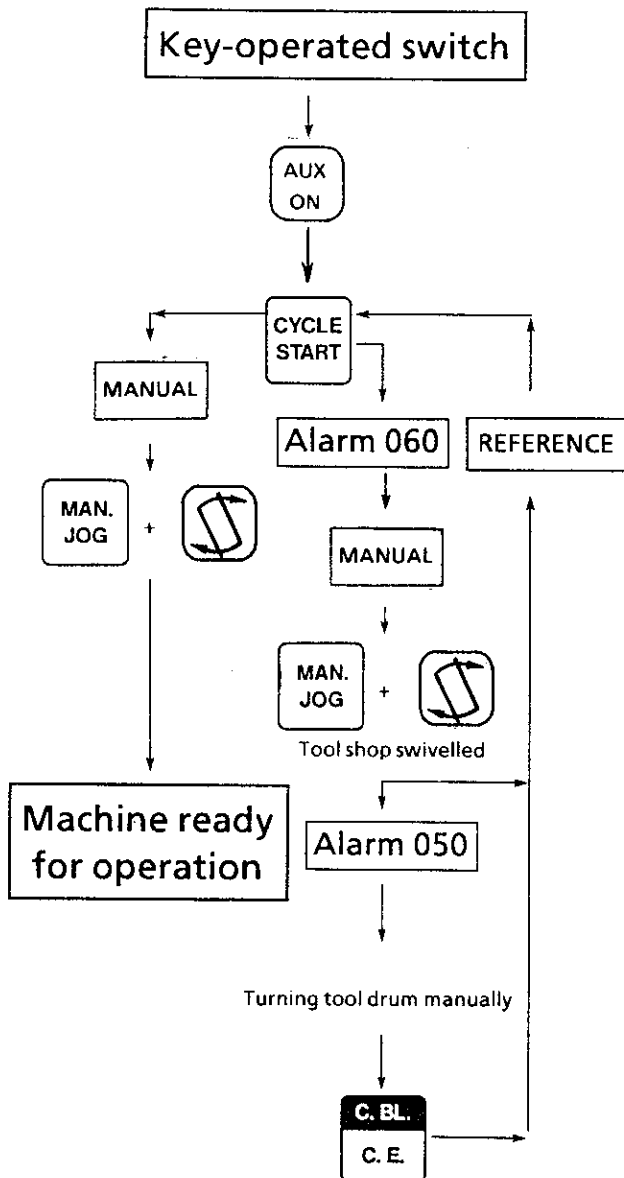 Key-operated switch
AUX
ON
CYCLE
START
MANUAL
Alarm 060
REFERENCE
MAN.
JOG
+
MANUAL
MAN.
JOG
+
Tool shop swivelled
Machine ready
for operation
Alarm 050
Turning tool drum manually
C. BL.
C. E.